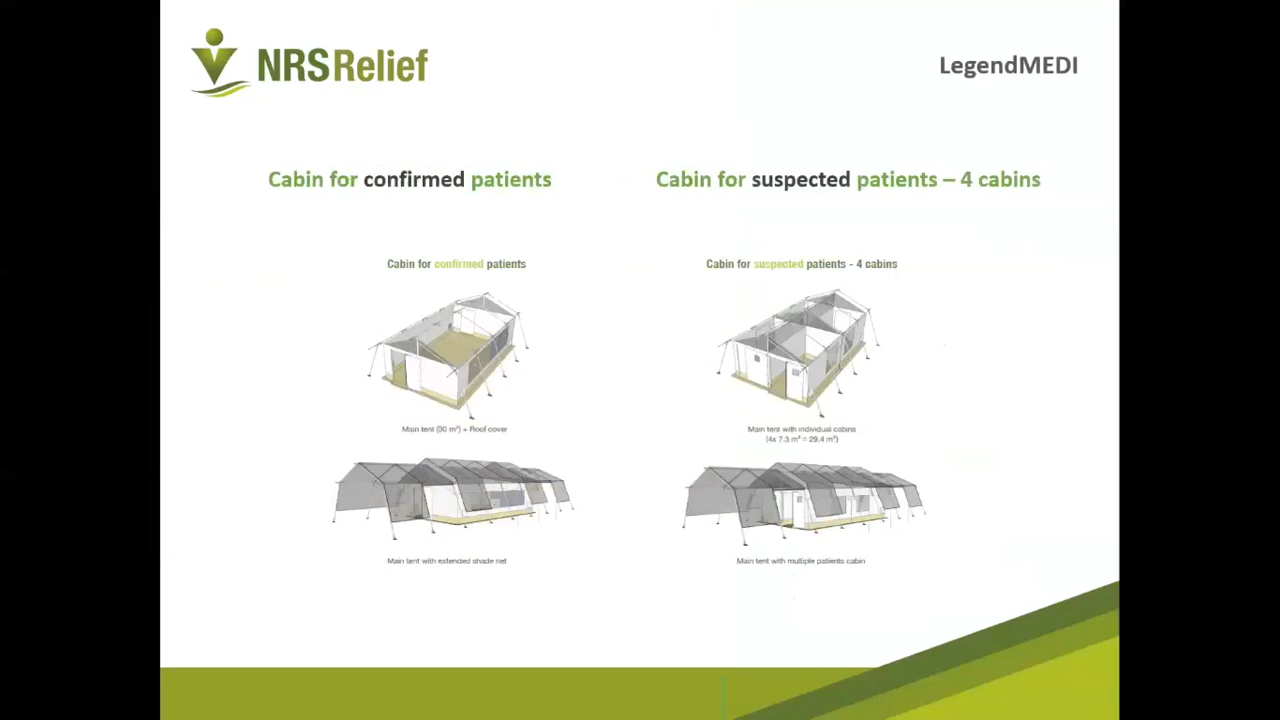 NRS Relief
LegendMEDI
Cabin for confirmed patients
Cabin for suspected patients – 4 cabins
Cabin for confirmed patients
Cabin for suspected patients - 4 cabins
Main tent (30 m²) + Roof cover
Main tent with individual cabins
(4x 7.3 m² = 29.4 m²)
Main tent with extended shade net
Main tent with multiple patients cabin